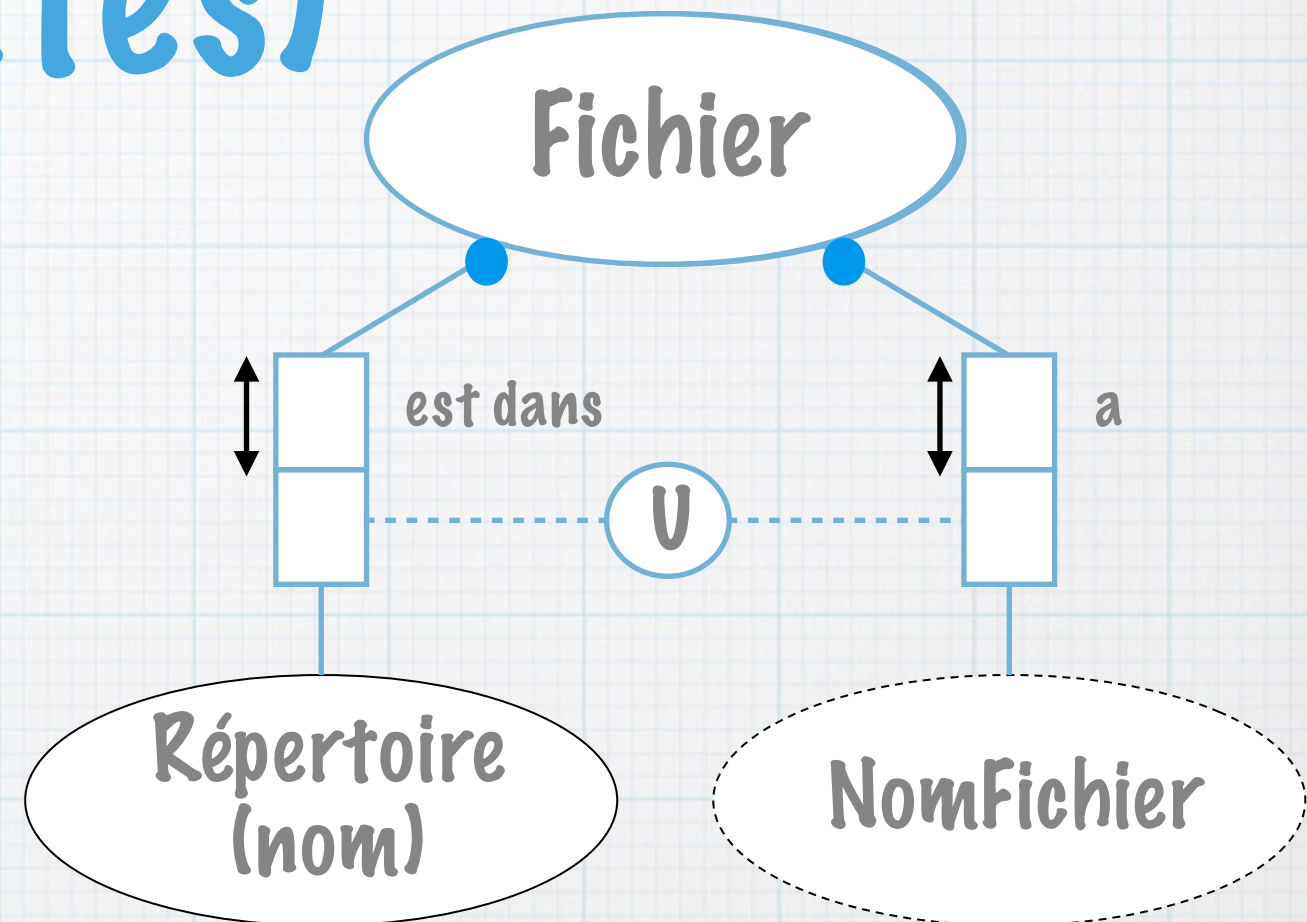 Fichier
est dans
a
U
Répertoire
(nom)
NomFichier